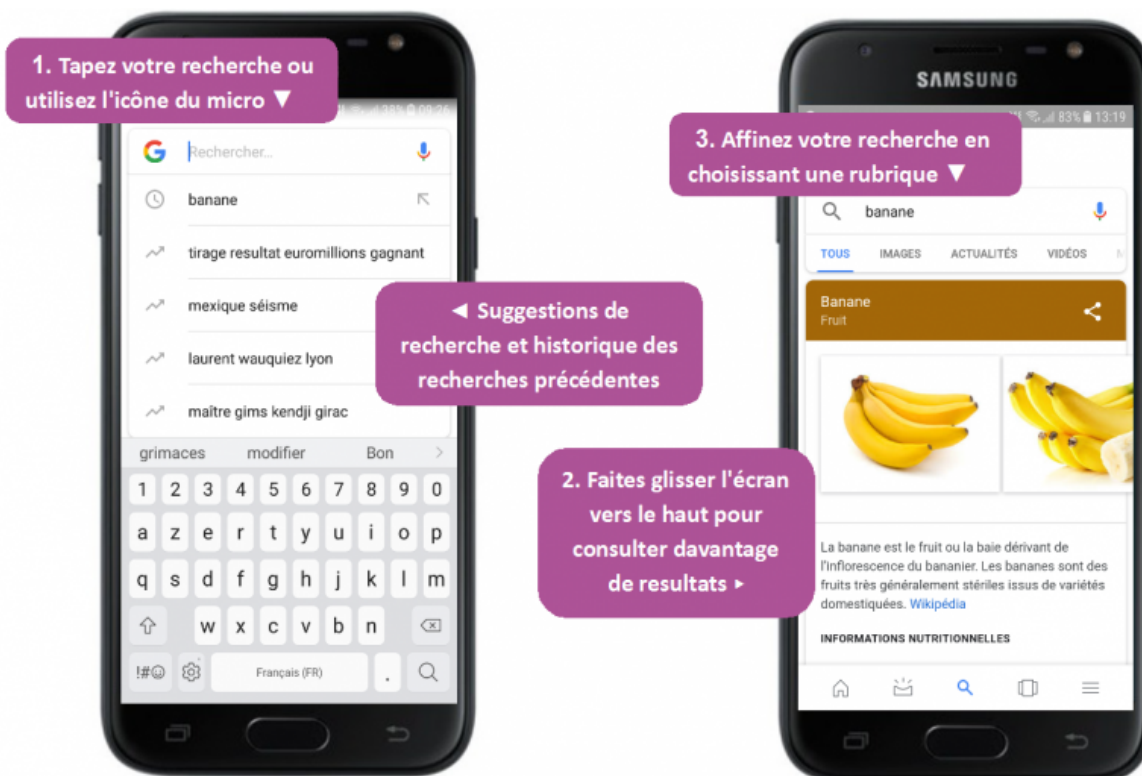 1. Tapez votre recherche ou
utilisez l'icône du micro ▼
38% 09:26
Rechercher...
banane
tirage resultat euromillions gagnant
mexique séisme
laurent wauquiez lyon
maître gims kendji girac
◄ Suggestions de
recherche et historique des
recherches précédentes
grimaces modifier Bon
1 2 3 4 5 6 7 8 9 0
a z e r t y u i o p
q s d f g h j k l m
w x c v b n
!#☺ Français (FR) .
2. Faites glisser l'écran
vers le haut pour
consulter davantage
de resultats ►
SAMSUNG
83% 13:19
3. Affinez votre recherche en
choisissant une rubrique ▼
banane
TOUS IMAGES ACTUALITÉS VIDÉOS
Banane
Fruit
La banane est le fruit ou la baie dérivant de
l'inflorescence du bananier. Les bananes sont des
fruits très généralement stériles issus de variétés
domestiquées. Wikipédia
INFORMATIONS NUTRITIONNELLES